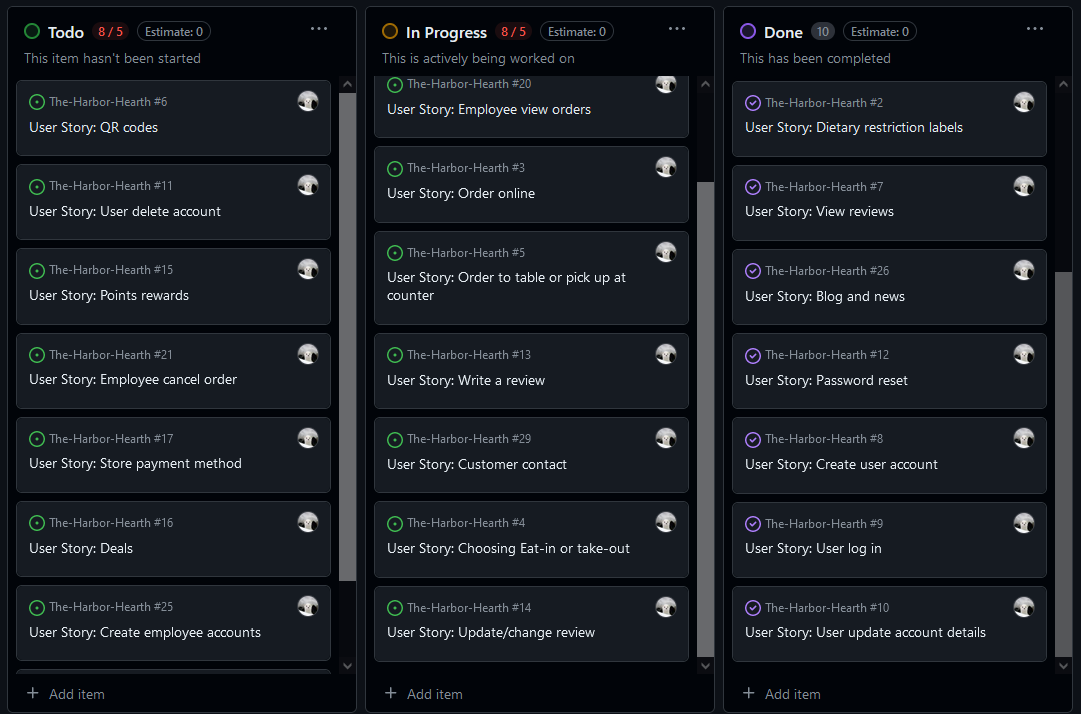 Todo 8 / 5 Estimate: 0
This item hasn't been started
The-Harbor-Hearth #6
User Story: QR codes
The-Harbor-Hearth #11
User Story: User delete account
The-Harbor-Hearth #15
User Story: Points rewards
The-Harbor-Hearth #21
User Story: Employee cancel order
The-Harbor-Hearth #17
User Story: Store payment method
The-Harbor-Hearth #16
User Story: Deals
The-Harbor-Hearth #25
User Story: Create employee accounts
Add item
In Progress 8 / 5 Estimate: 0
This is actively being worked on
The-Harbor-Hearth #20
User Story: Employee view orders
The-Harbor-Hearth #3
User Story: Order online
The-Harbor-Hearth #5
User Story: Order to table or pick up at
counter
The-Harbor-Hearth #13
User Story: Write a review
The-Harbor-Hearth #29
User Story: Customer contact
The-Harbor-Hearth #4
User Story: Choosing Eat-in or take-out
The-Harbor-Hearth #14
User Story: Update/change review
Add item
Done 10 Estimate: 0
This has been completed
The-Harbor-Hearth #2
User Story: Dietary restriction labels
The-Harbor-Hearth #7
User Story: View reviews
The-Harbor-Hearth #26
User Story: Blog and news
The-Harbor-Hearth #12
User Story: Password reset
The-Harbor-Hearth #8
User Story: Create user account
The-Harbor-Hearth #9
User Story: User log in
The-Harbor-Hearth #10
User Story: User update account details
Add item